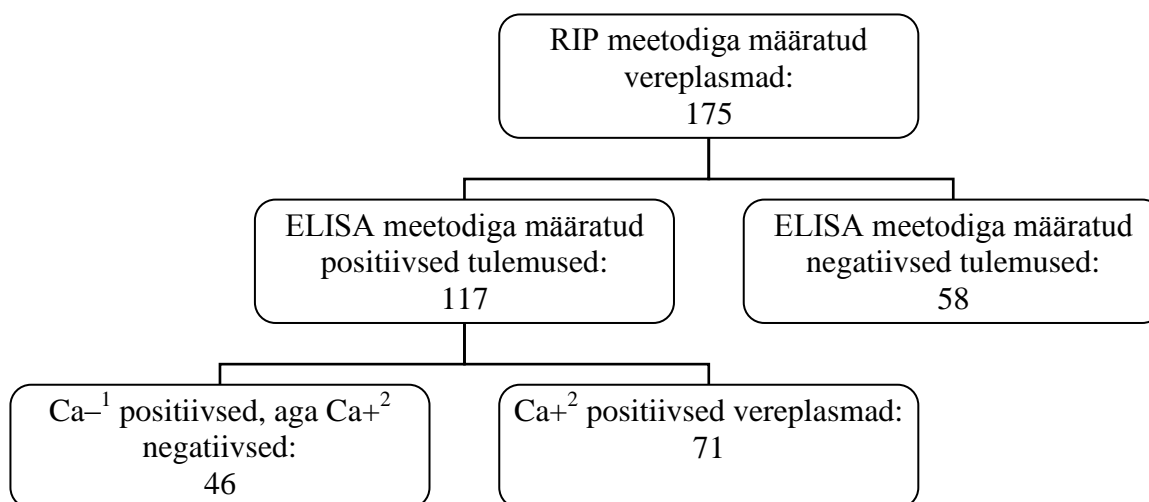 RIP meetodiga määratud
vereplasmad:
175
ELISA meetodiga määratud
positiivsed tulemused:
117
ELISA meetodiga määratud
negatiivsed tulemused:
58
Ca–¹ positiivsed, aga Ca+²
negatiivsed:
46
Ca+² positiivsed vereplasmad:
71